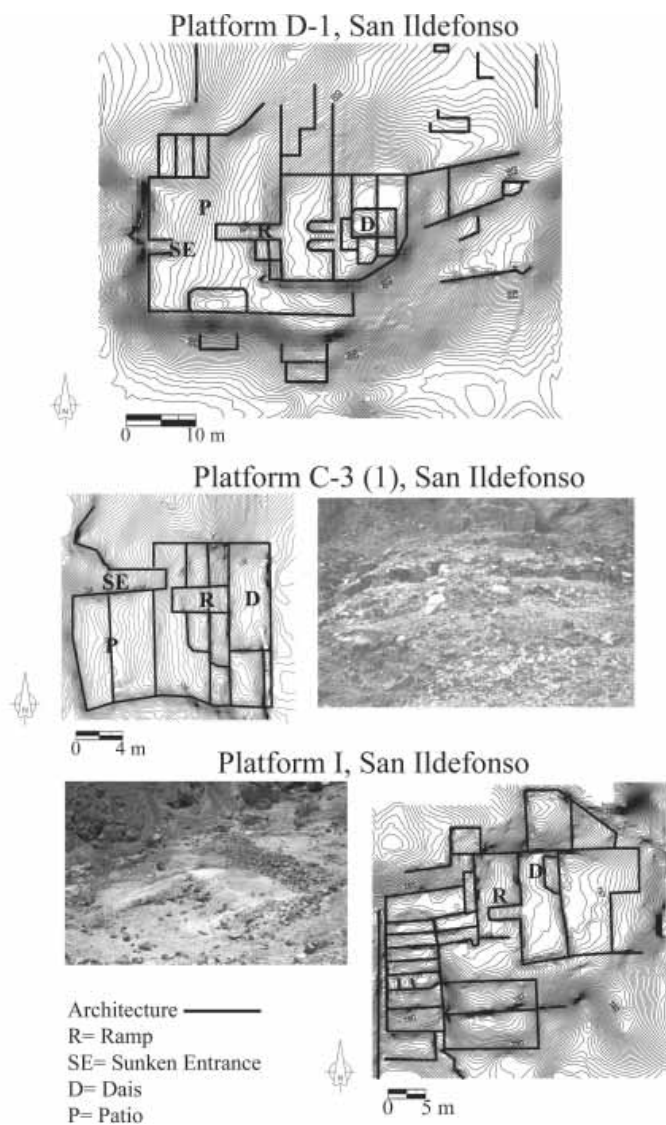 Platform D-1, San Ildefonso
P
R
D
SE
N
0 10 m
Platform C-3 (1), San Ildefonso
SE
R
D
P
N
0 4 m
Platform I, San Ildefonso
D
R
Architecture
R= Ramp
SE= Sunken Entrance
D= Dais
P= Patio
N
0 5 m